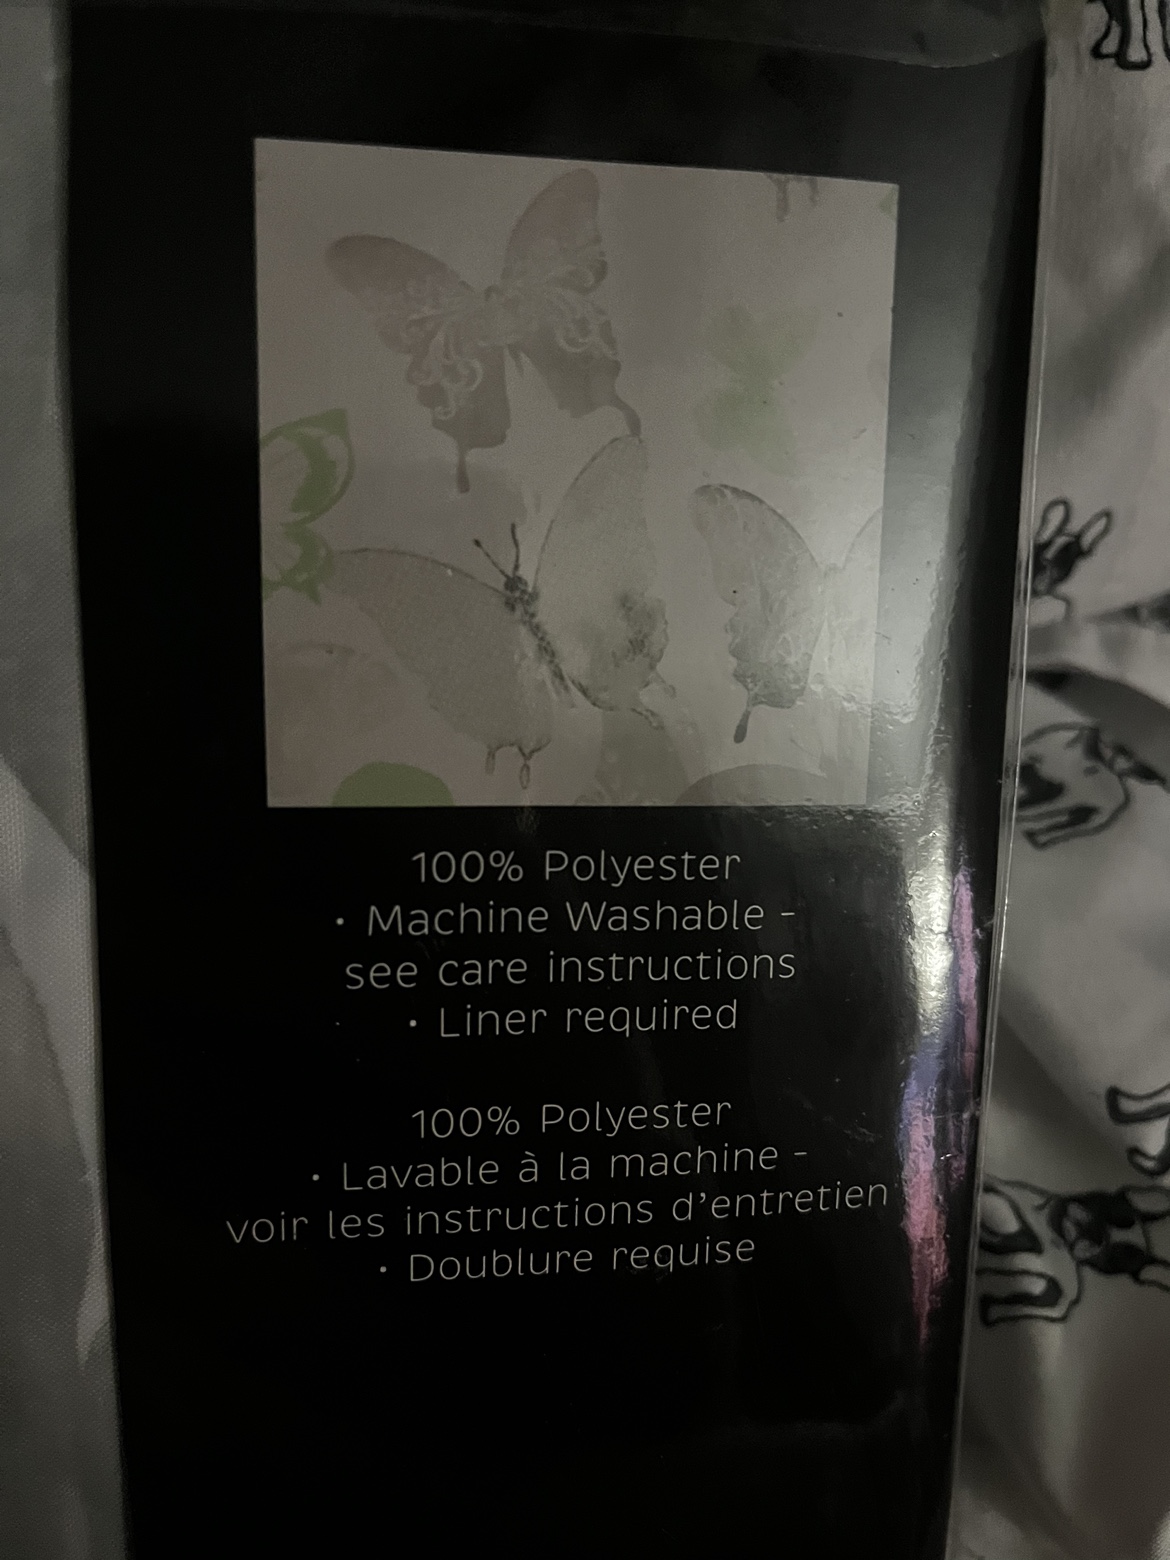 100% Polyester
· Machine Washable -
see care instructions
· Liner required
100% Polyester
· Lavable à la machine -
voir les instructions d'entretien
· Doublure requise